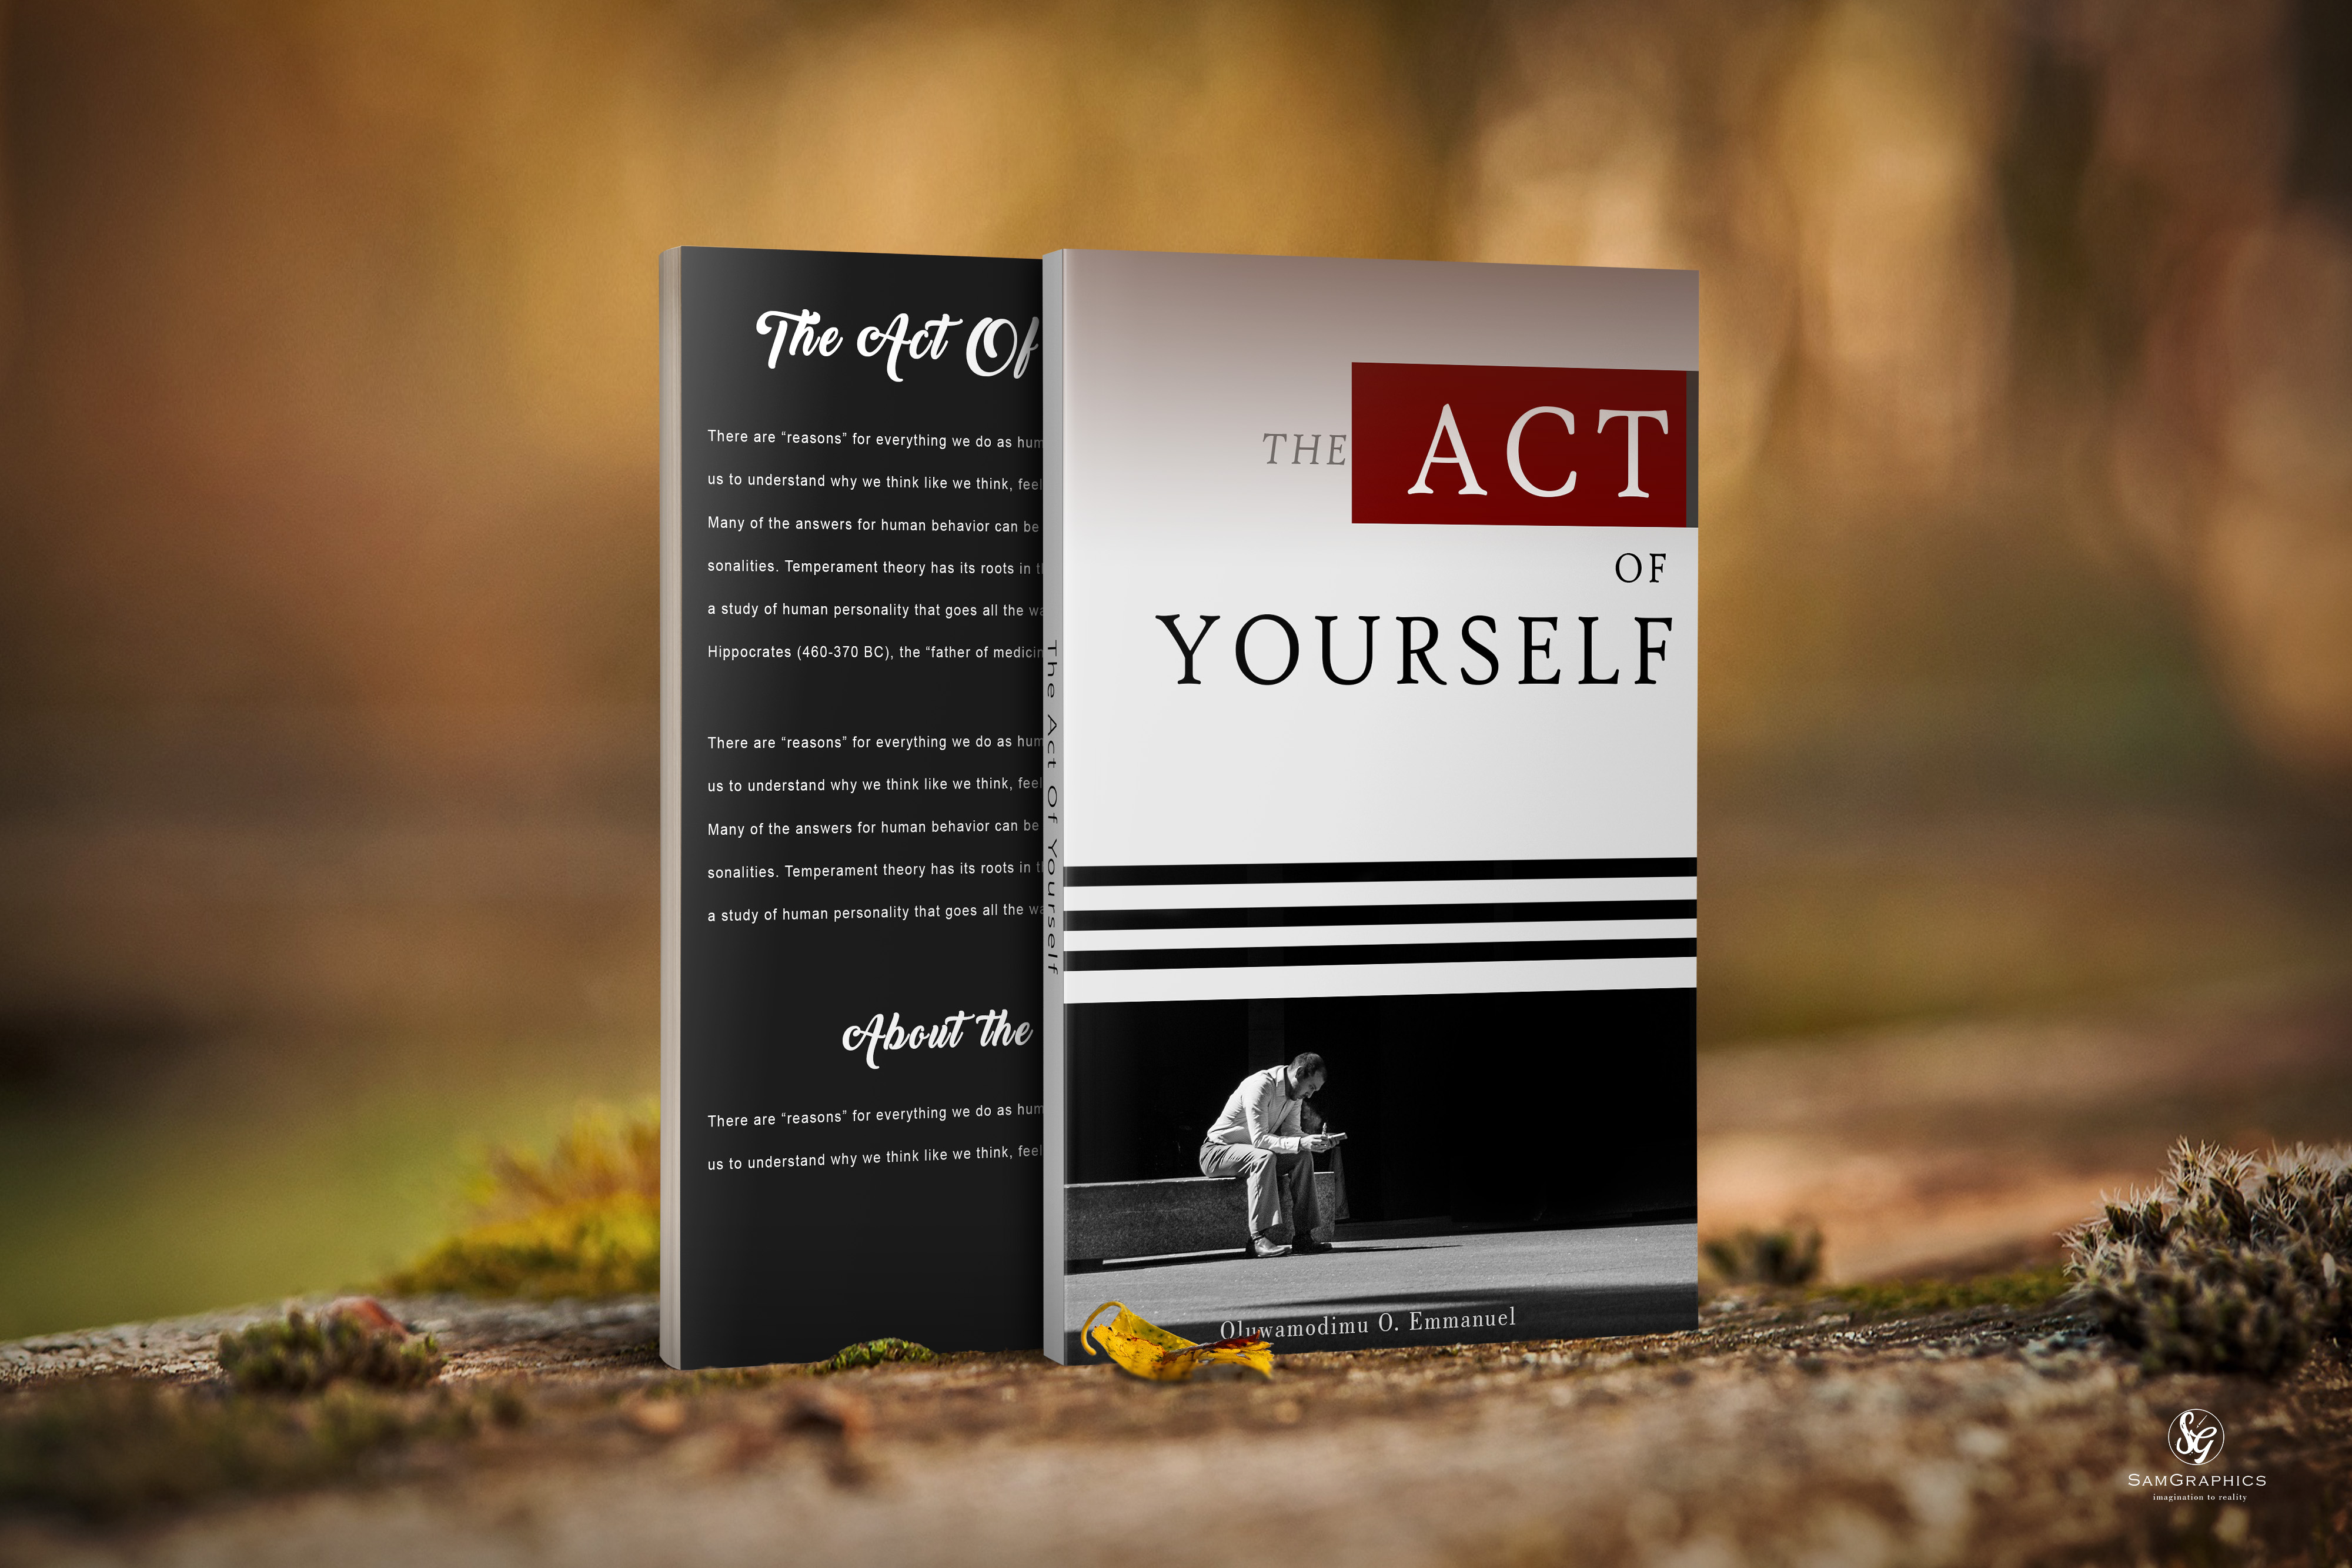 The Act Of
There are “reasons” for everything we do as
us to understand why we think like we think, feel
Many of the answers for human behavior can be
sonalities. Temperament theory has its roots in
a study of human personality that goes all the
Hippocrates (460-370 BC), the “father of
There are “reasons” for everything we do as
us to understand why we think like we think, feel
Many of the answers for human behavior can be
sonalities. Temperament theory has its roots in
a study of human personality that goes all the
About the
There are “reasons” for everything we do as
us to understand why we think like we think, feel
The Act Of Yourself
THE ACT
OF
YOURSELF
Oluwamodimu O. Emmanuel
SG
SAMGRAPHICS
imagination to reality